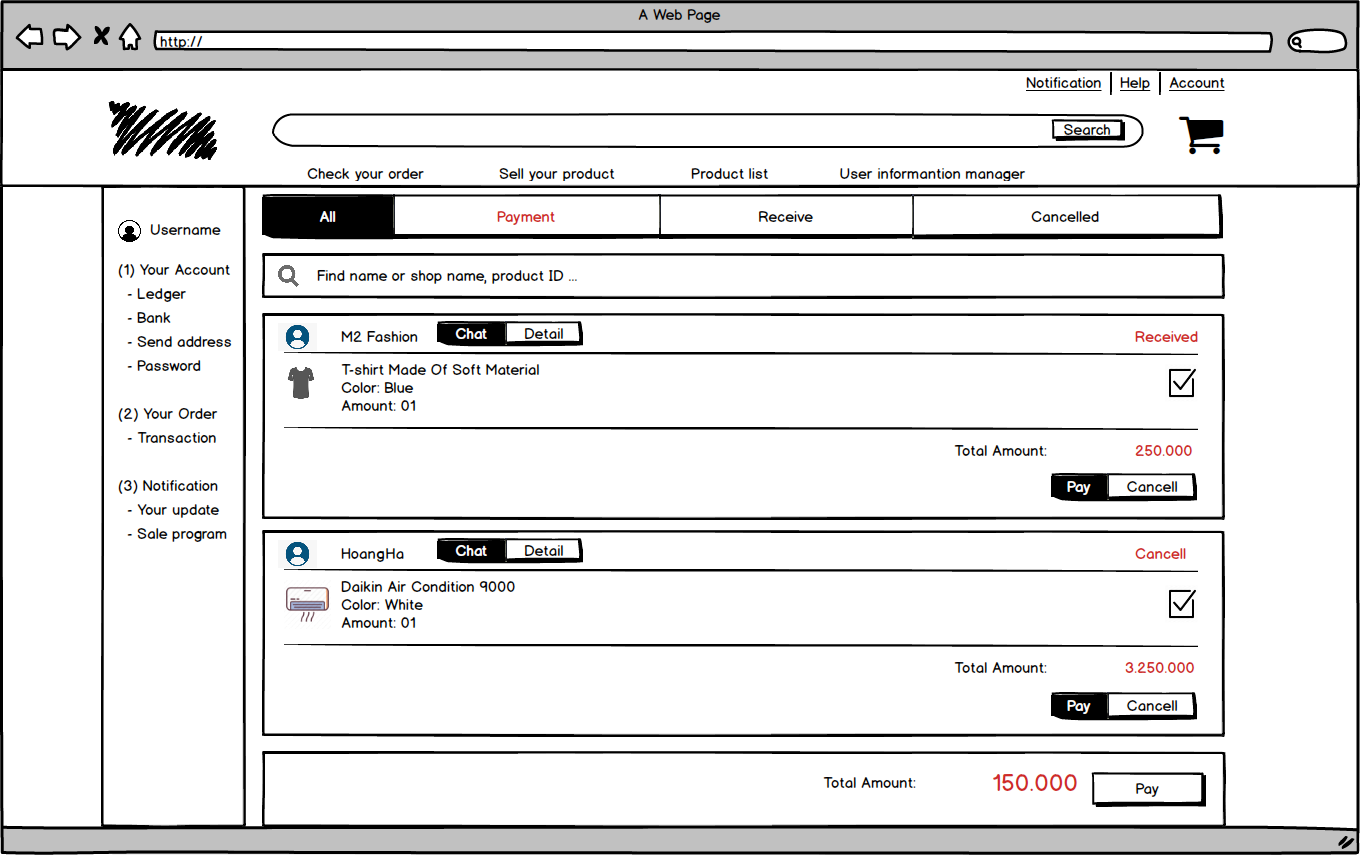 A Web Page
http://
Notification Help Account
Search
Check your order Sell your product Product list User informantion manager
Username
(1) Your Account
- Ledger
- Bank
- Send address
- Password
(2) Your Order
- Transaction
(3) Notification
- Your update
- Sale program
All Payment Receive Cancelled
Find name or shop name, product ID ...
M2 Fashion Chat Detail Received
T-shirt Made Of Soft Material
Color: Blue
Amount: 01
Total Amount: 250.000
Pay Cancell
HoangHa Chat Detail Cancell
Daikin Air Condition 9000
Color: White
Amount: 01
Total Amount: 3.250.000
Pay Cancell
Total Amount: 150.000 Pay